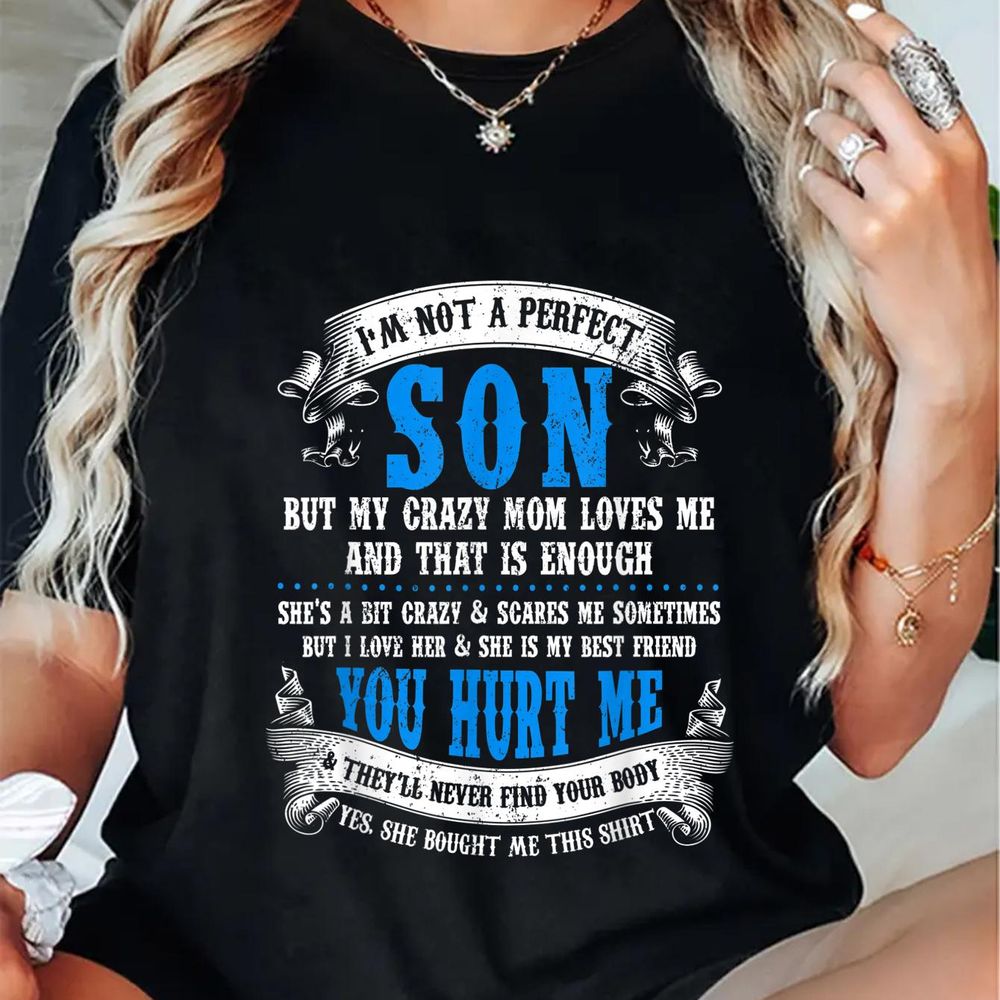 I'M NOT A PERFECT
SON
BUT MY CRAZY MOM LOVES ME
AND THAT IS ENOUGH
SHE'S A BIT CRAZY & SCARES ME SOMETIMES
BUT I LOVE HER & SHE IS MY BEST FRIEND
YOU HURT ME
& THEY'LL NEVER FIND YOUR BODY
YES, SHE BOUGHT ME THIS SHIRT